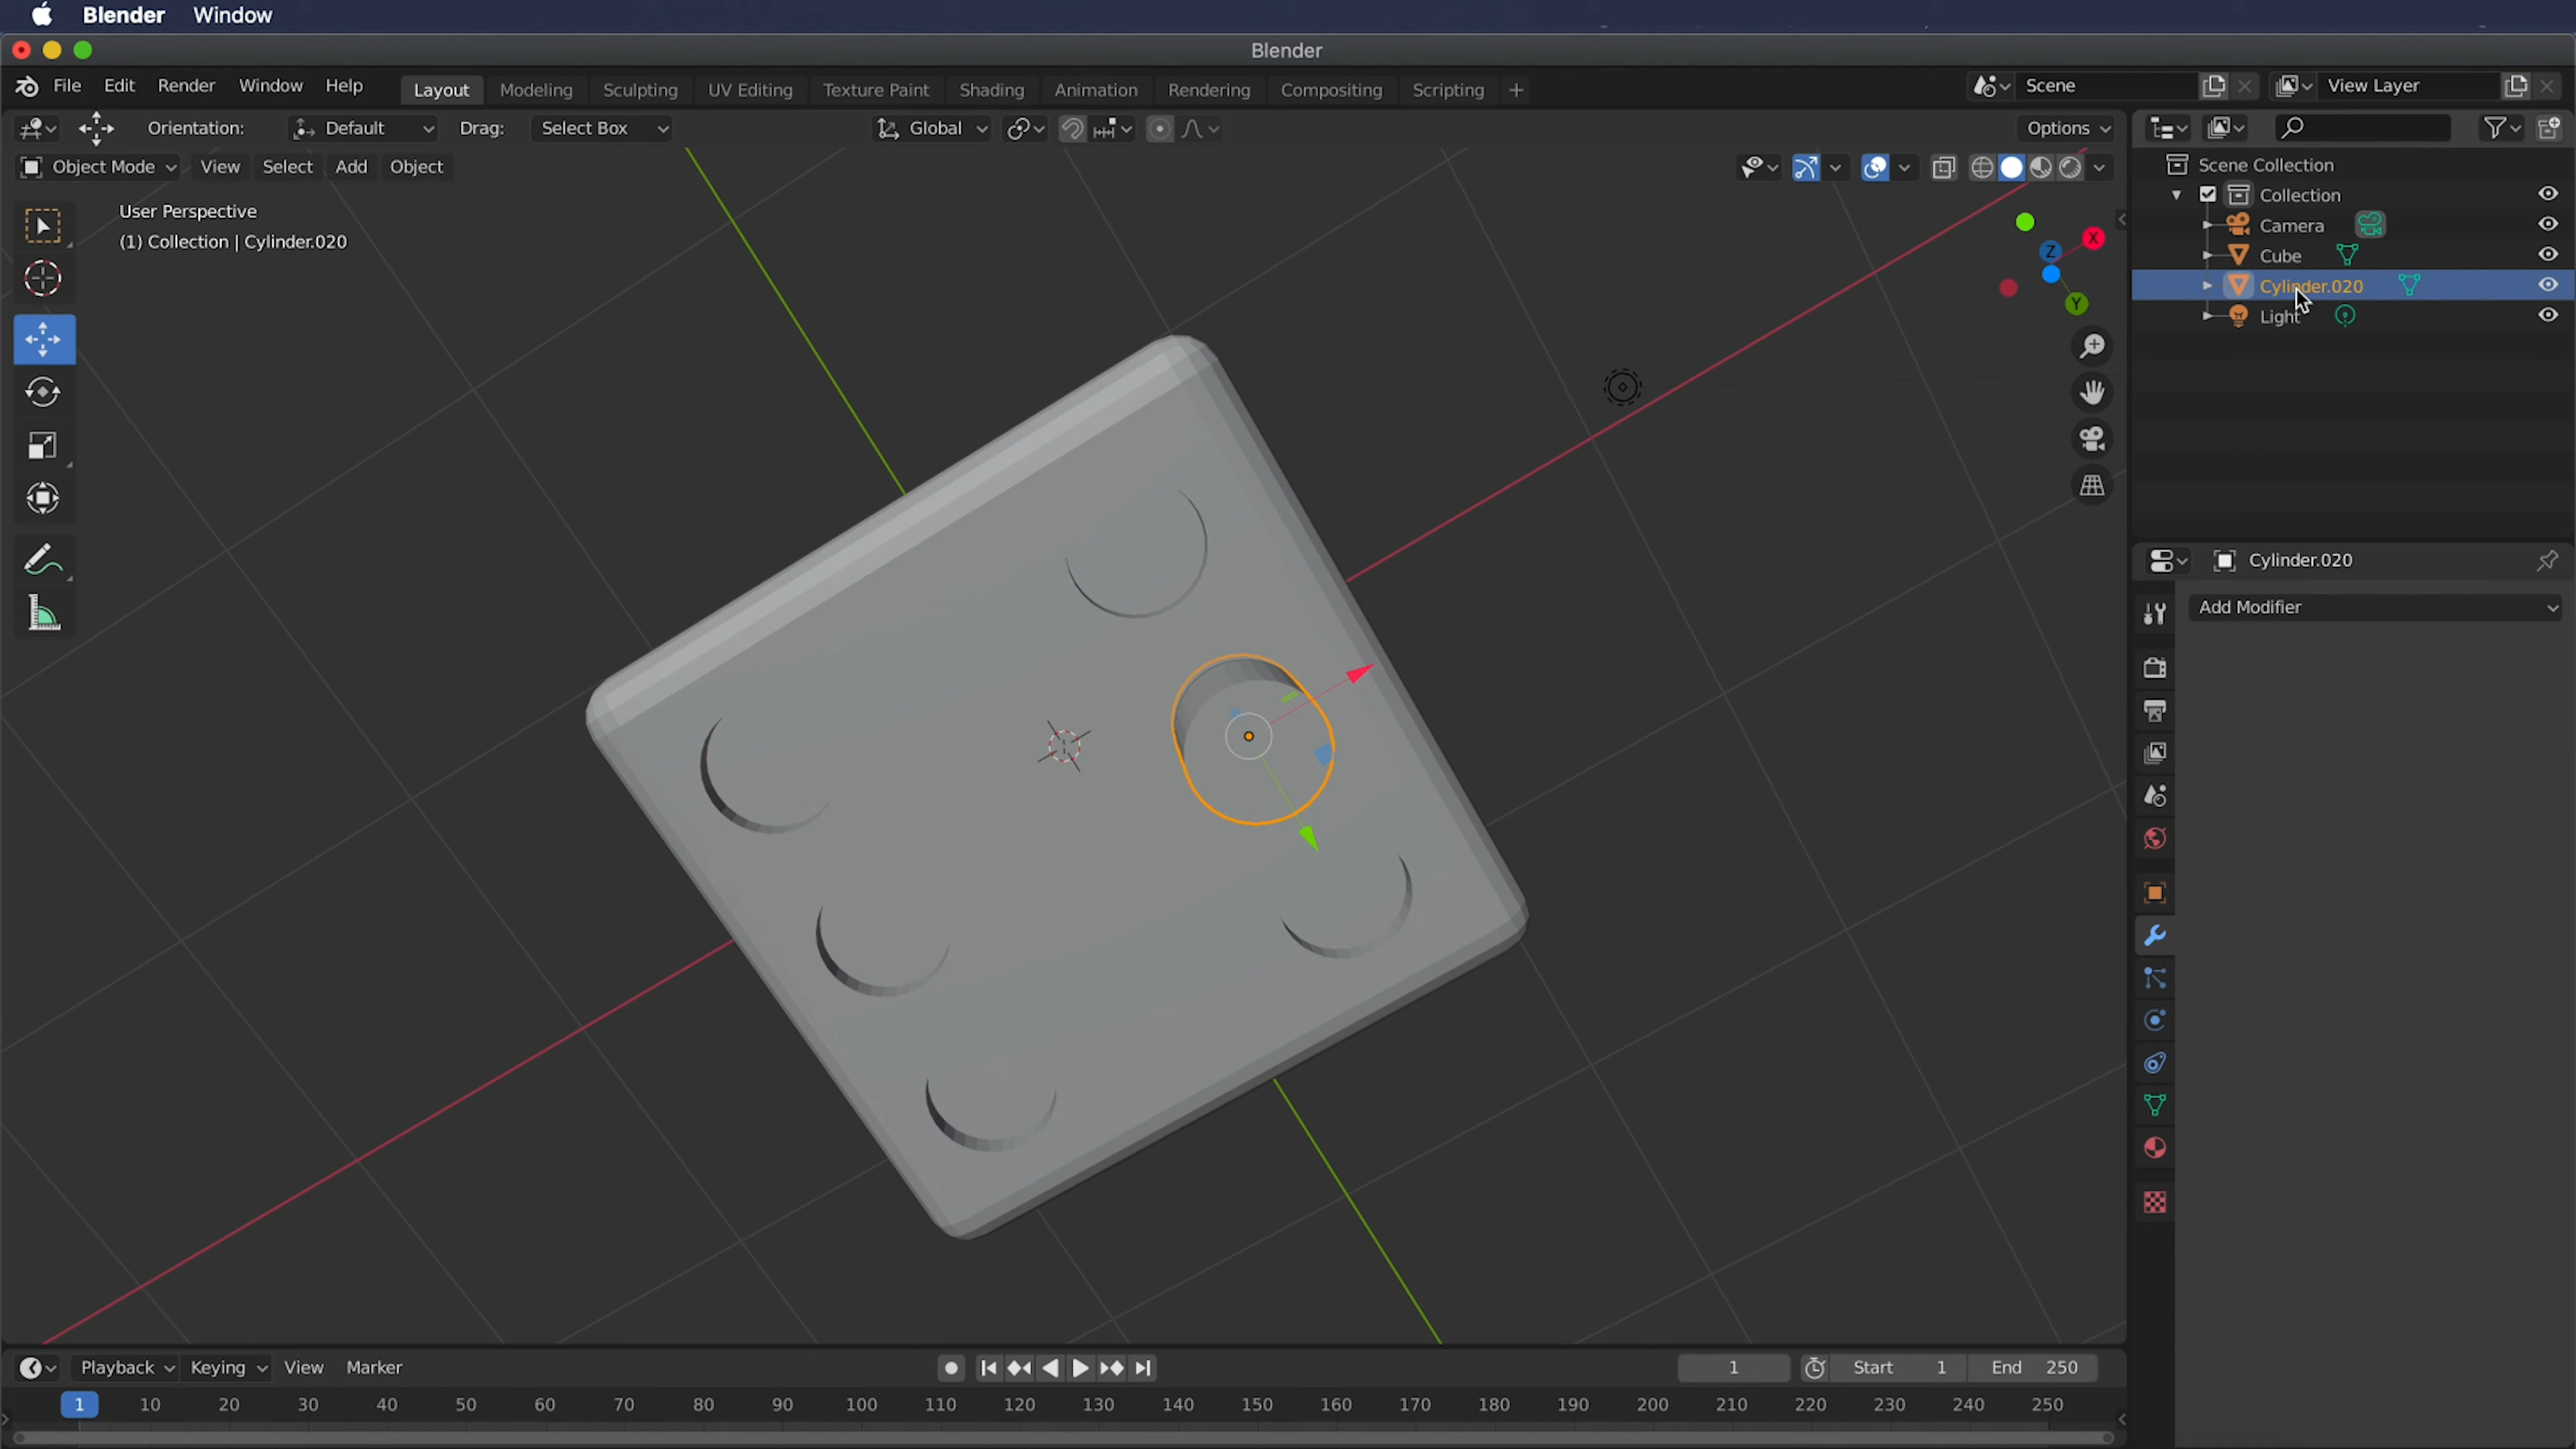 Blender Window
Blender
File Edit Render Window Help Layout Modeling Sculpting UV Editing Texture Paint Shading Animation Rendering Compositing Scripting + Scene View Layer
Orientation: Default Drag: Select Box Global Options
Object Mode View Select Add Object
User Perspective
(1) Collection | Cylinder.020
X
Z
Y
Scene Collection
Collection
Camera
Cube
Cylinder.020
Light
Cylinder.020
Add Modifier
Playback Keying View Marker 1 Start 1 End 250
1 10 20 30 40 50 60 70 80 90 100 110 120 130 140 150 160 170 180 190 200 210 220 230 240 250